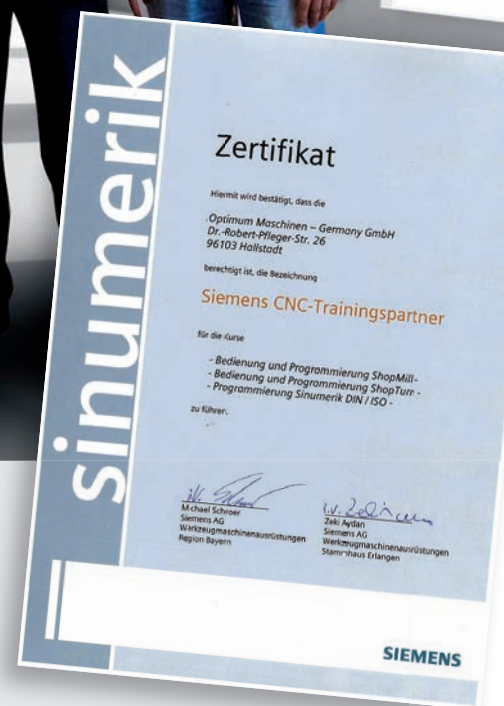 sinumerik
Zertifikat
Hiermit wird bestätigt, dass die
Optimum Maschinen – Germany GmbH
Dr.-Robert-Pfleger-Str. 26
96103 Hallstadt
berechtigt ist, die Bezeichnung
Siemens CNC-Trainingspartner
für die Kurse
- Bedienung und Programmierung ShopMill -
- Bedienung und Programmierung ShopTurn -
- Programmierung Sinumerik DIN / ISO -
zu führen.
i.V.
Michael Schroer
Siemens AG
Werkzeugmaschinenausrüstungen
Region Bayern
i.V.
Zeki Aydan
Siemens AG
Werkzeugmaschinenausrüstungen
Stammhaus Erlangen
SIEMENS